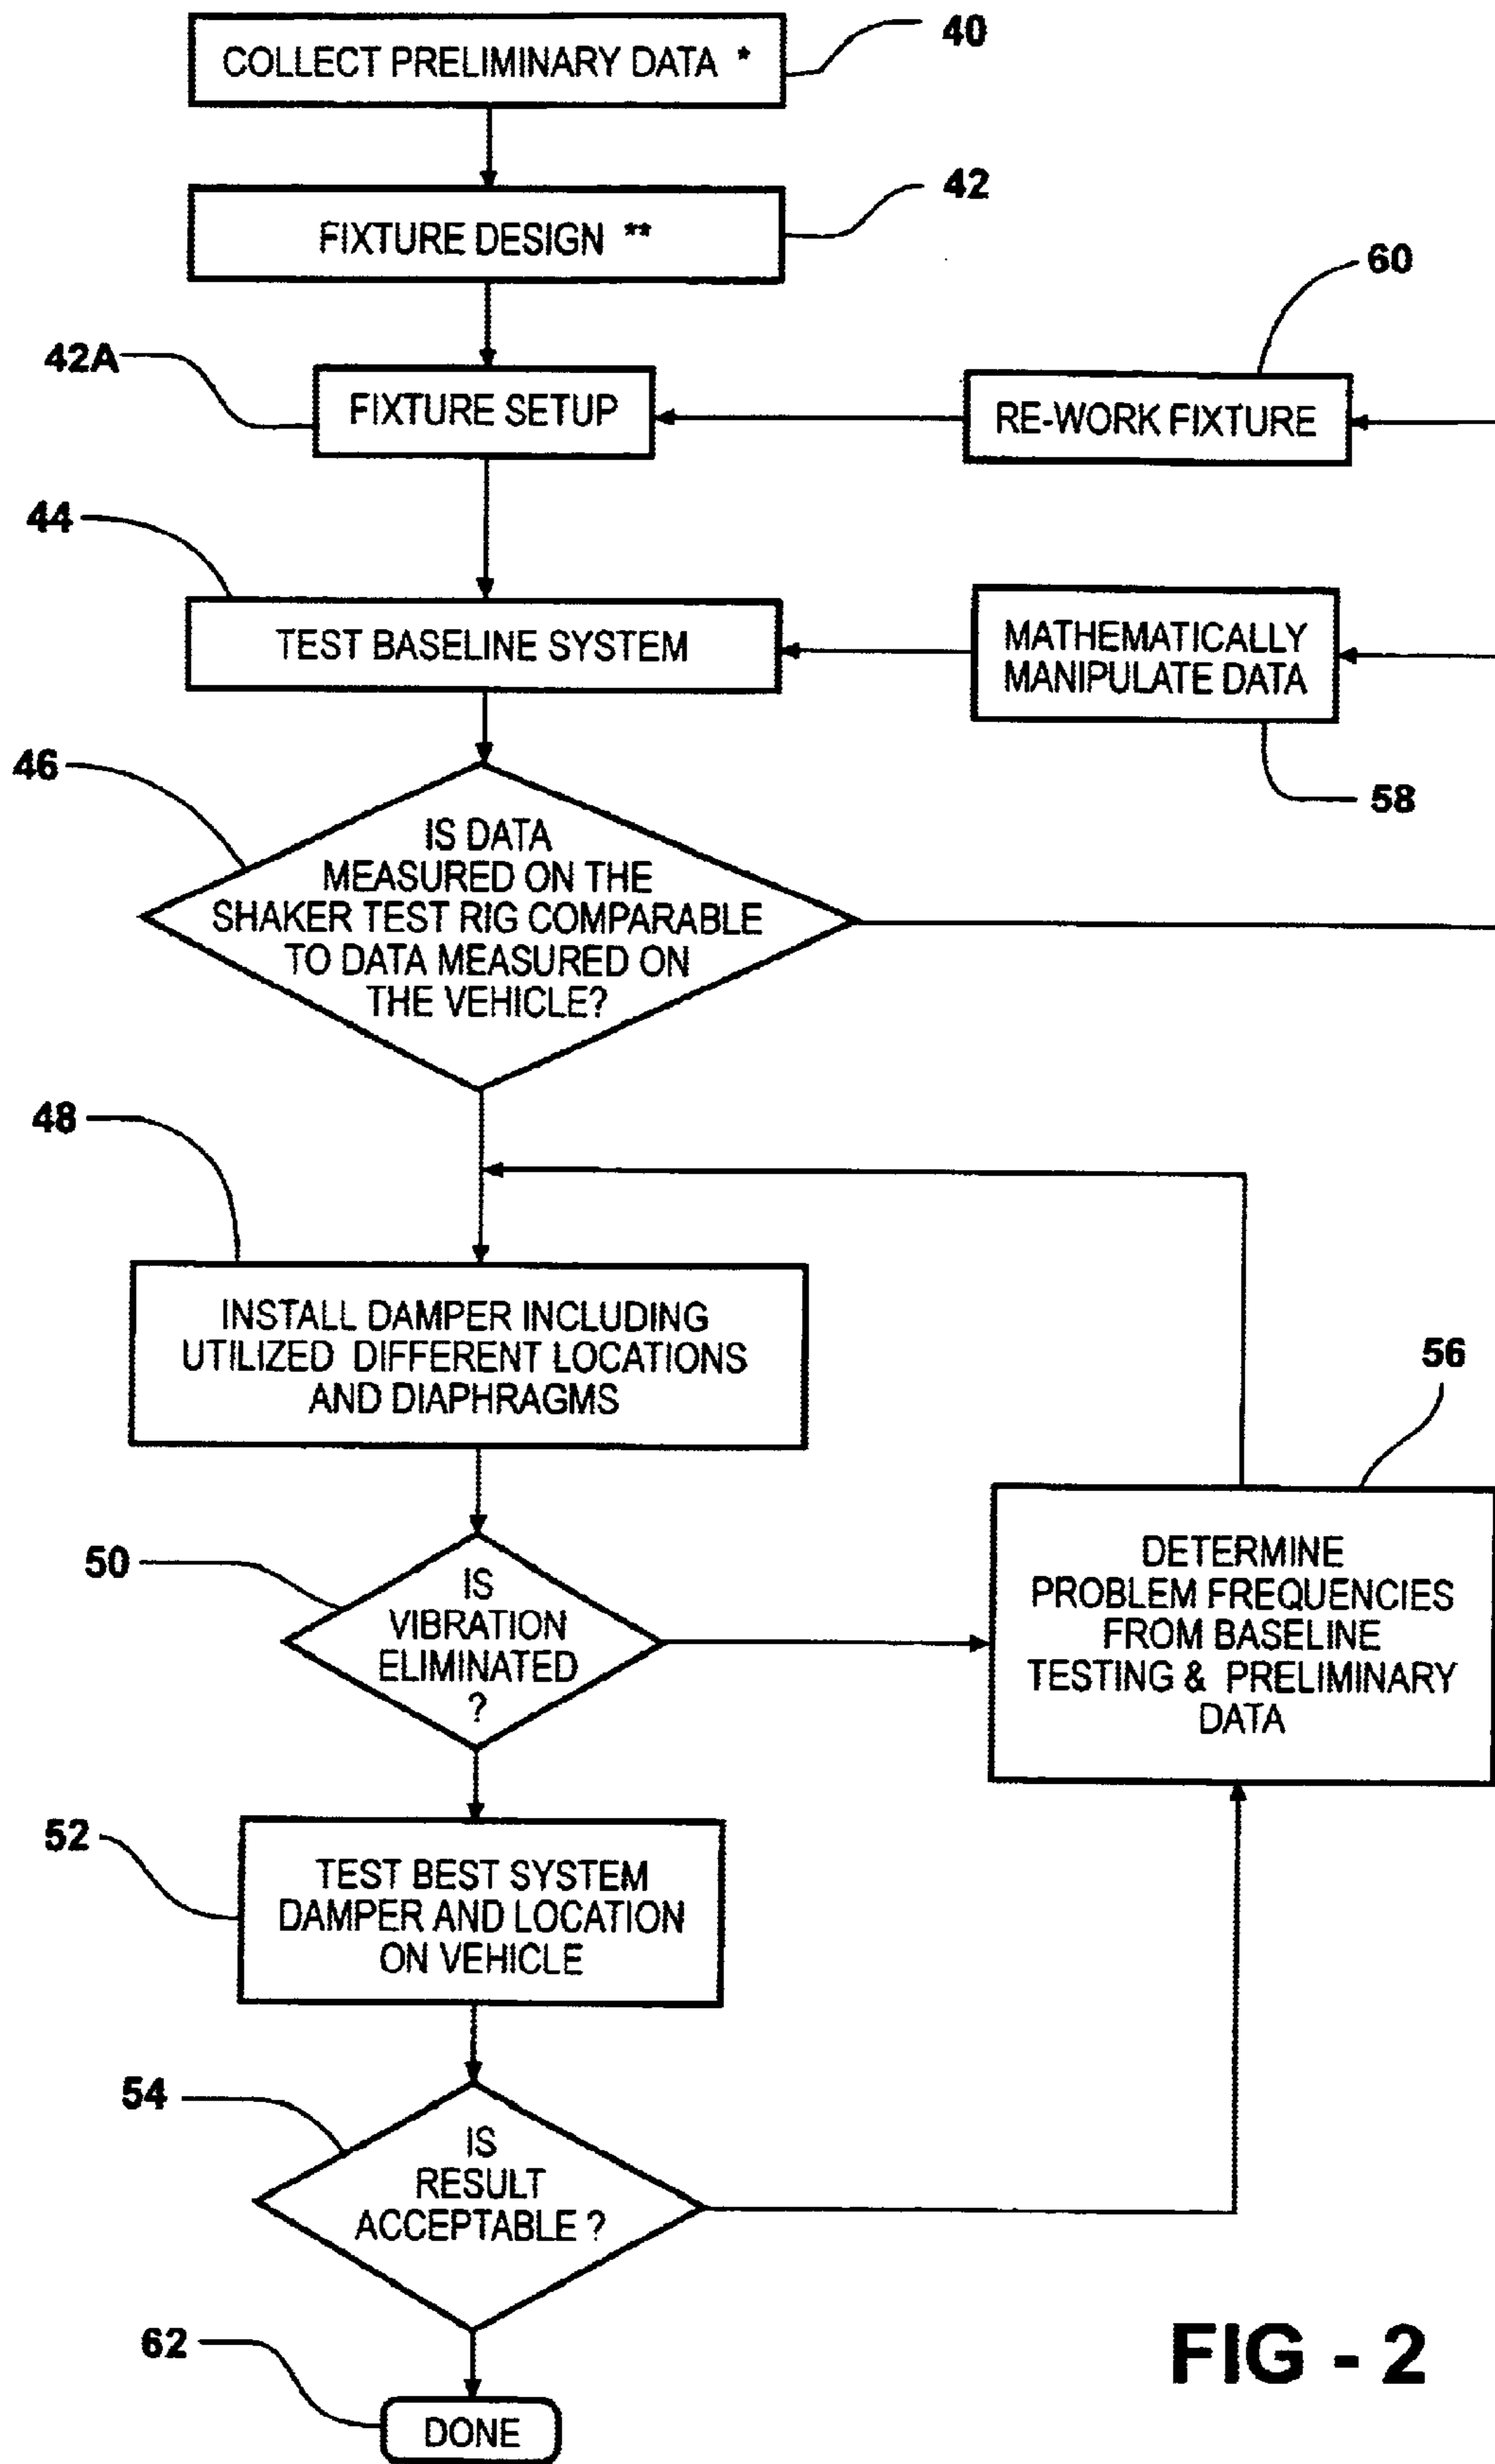 40
COLLECT PRELIMINARY DATA *
42
FIXTURE DESIGN **
60
42A
FIXTURE SETUP
RE-WORK FIXTURE
44
TEST BASELINE SYSTEM
MATHEMATICALLY
MANIPULATE DATA
58
46
IS DATA
MEASURED ON THE
SHAKER TEST RIG COMPARABLE
TO DATA MEASURED ON
THE VEHICLE?
48
INSTALL DAMPER INCLUDING
UTILIZED DIFFERENT LOCATIONS
AND DIAPHRAGMS
56
50
IS
VIBRATION
ELIMINATED
?
DETERMINE
PROBLEM FREQUENCIES
FROM BASELINE
TESTING & PRELIMINARY
DATA
52
TEST BEST SYSTEM
DAMPER AND LOCATION
ON VEHICLE
54
IS
RESULT
ACCEPTABLE ?
62
DONE
FIG - 2